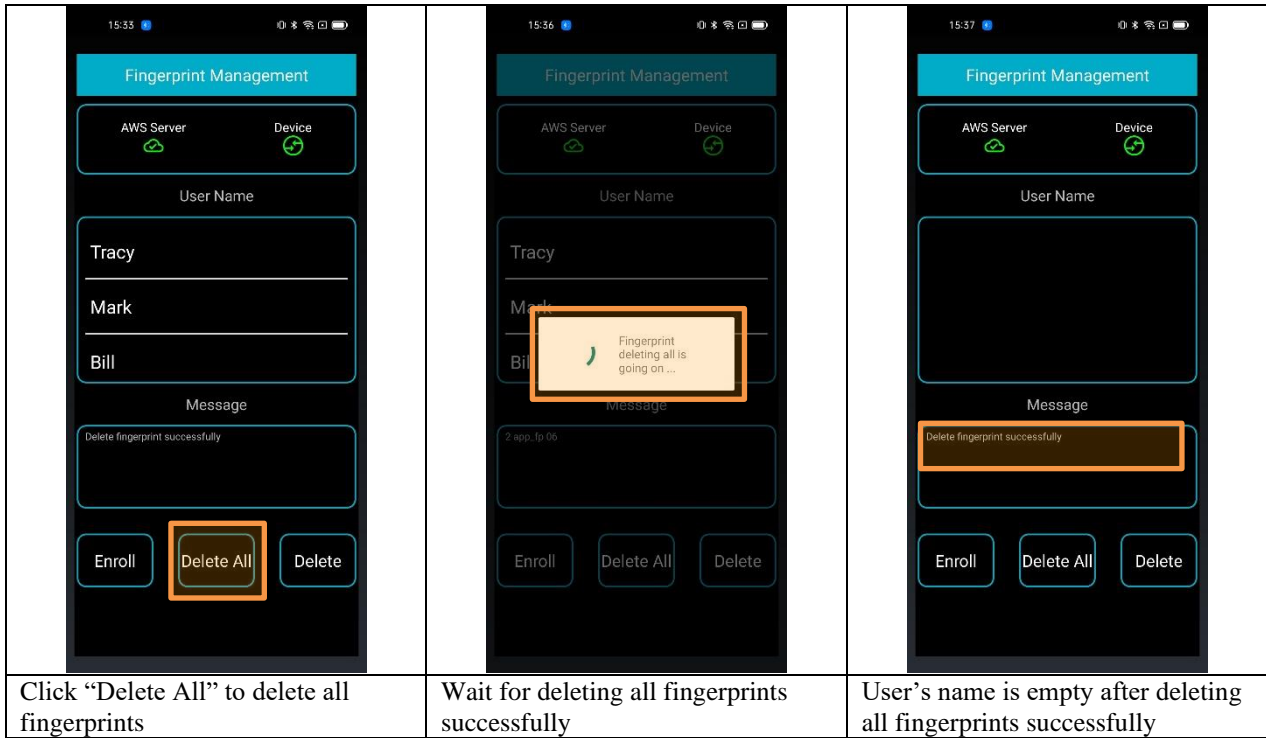 15:33
Fingerprint Management
AWS Server
Device
User Name
Tracy
Mark
Bill
Message
Delete fingerprint successfully
Enroll
Delete All
Delete
Click “Delete All” to delete all
fingerprints
15:36
Fingerprint Management
AWS Server
Device
User Name
Tracy
Mark
Bill
Fingerprint
deleting all is
going on ...
Message
2 app_fp 06
Enroll
Delete All
Delete
Wait for deleting all fingerprints
successfully
15:37
Fingerprint Management
AWS Server
Device
User Name
Message
Delete fingerprint successfully
Enroll
Delete All
Delete
User’s name is empty after deleting
all fingerprints successfully